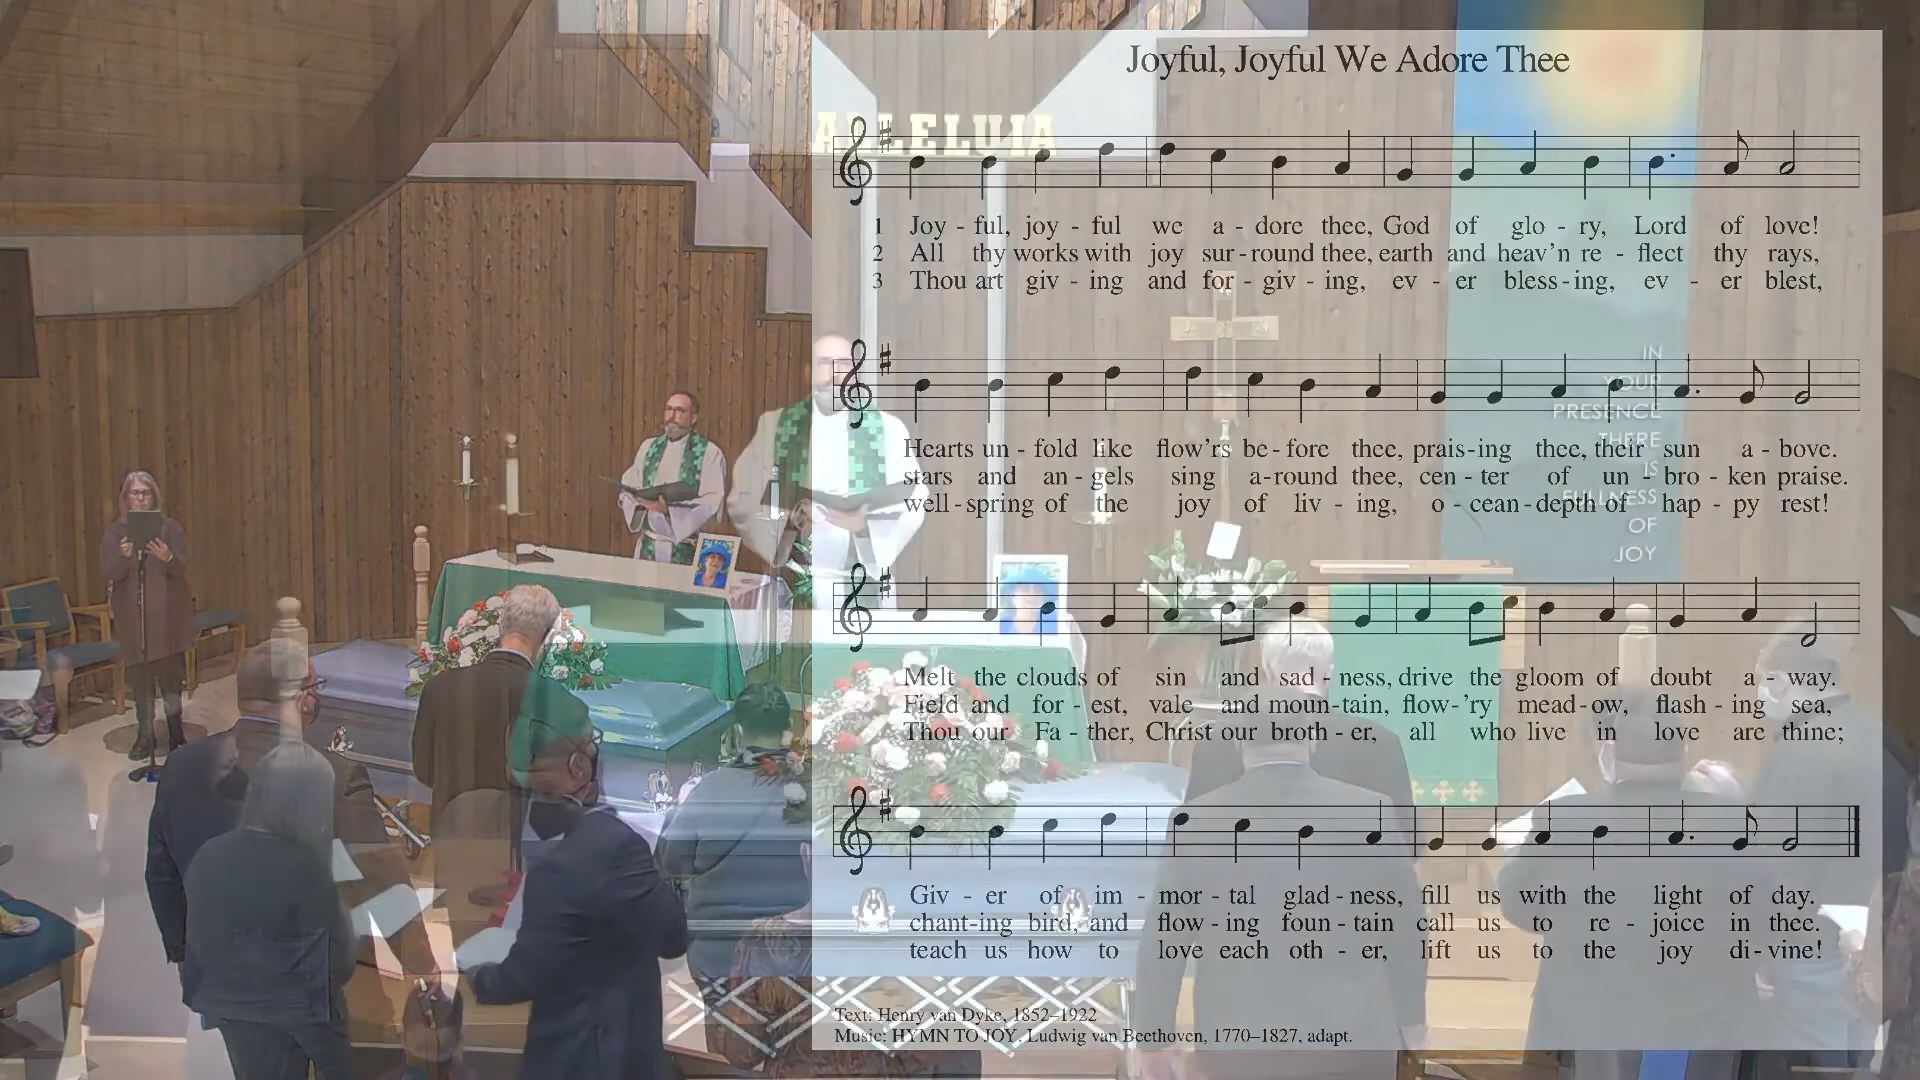 Joyful, Joyful We Adore Thee
ALLELUIA
1 Joy - ful, joy - ful we a - dore thee, God of glo - ry, Lord of love!
2 All thy works with joy sur - round thee, earth and heav'n re - flect thy rays,
3 Thou art giv - ing and for - giv - ing, ev - er bless - ing, ev - er blest,
Hearts un - fold like flow'rs be - fore thee, prais - ing thee, their sun a - bove.
stars and an - gels sing a - round thee, cen - ter of un - bro - ken praise.
well - spring of the joy of liv - ing, o - cean - depth of hap - py rest!
IN
YOUR
PRESENCE
THERE
IS
FULLNESS
OF
JOY
Melt the clouds of sin and sad - ness, drive the gloom of doubt a - way.
Field and for - est, vale and moun - tain, flow - 'ry mead - ow, flash - ing sea,
Thou our Fa - ther, Christ our broth - er, all who live in love are thine;
Giv - er of im - mor - tal glad - ness, fill us with the light of day.
chant - ing bird, and flow - ing foun - tain call us to re - joice in thee.
teach us how to love each oth - er, lift us to the joy di - vine!
Text: Henry van Dyke, 1852–1922
Music: HYMN TO JOY, Ludwig van Beethoven, 1770–1827, adapt.